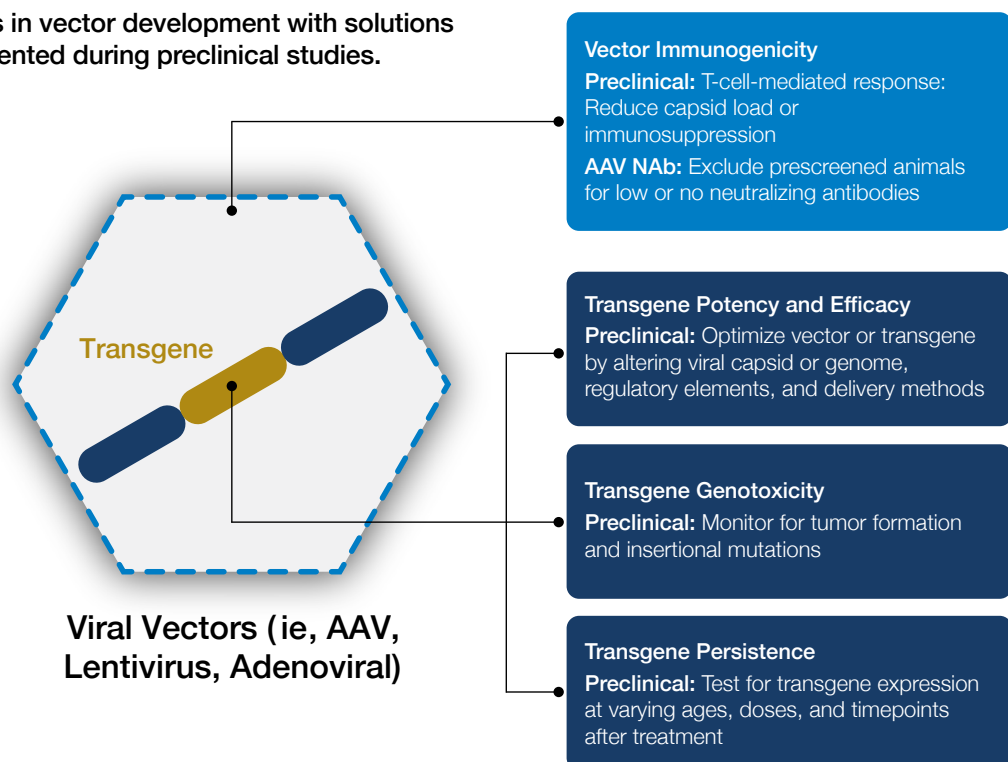 s in vector development with solutions
ented during preclinical studies.
Vector Immunogenicity
Preclinical: T-cell-mediated response:
Reduce capsid load or
immunosuppression
AAV NAb: Exclude prescreened animals
for low or no neutralizing antibodies
Transgene
Transgene Potency and Efficacy
Preclinical: Optimize vector or transgene
by altering viral capsid or genome,
regulatory elements, and delivery methods
Transgene Genotoxicity
Preclinical: Monitor for tumor formation
and insertional mutations
Viral Vectors (ie, AAV,
Lentivirus, Adenoviral)
Transgene Persistence
Preclinical: Test for transgene expression
at varying ages, doses, and timepoints
after treatment